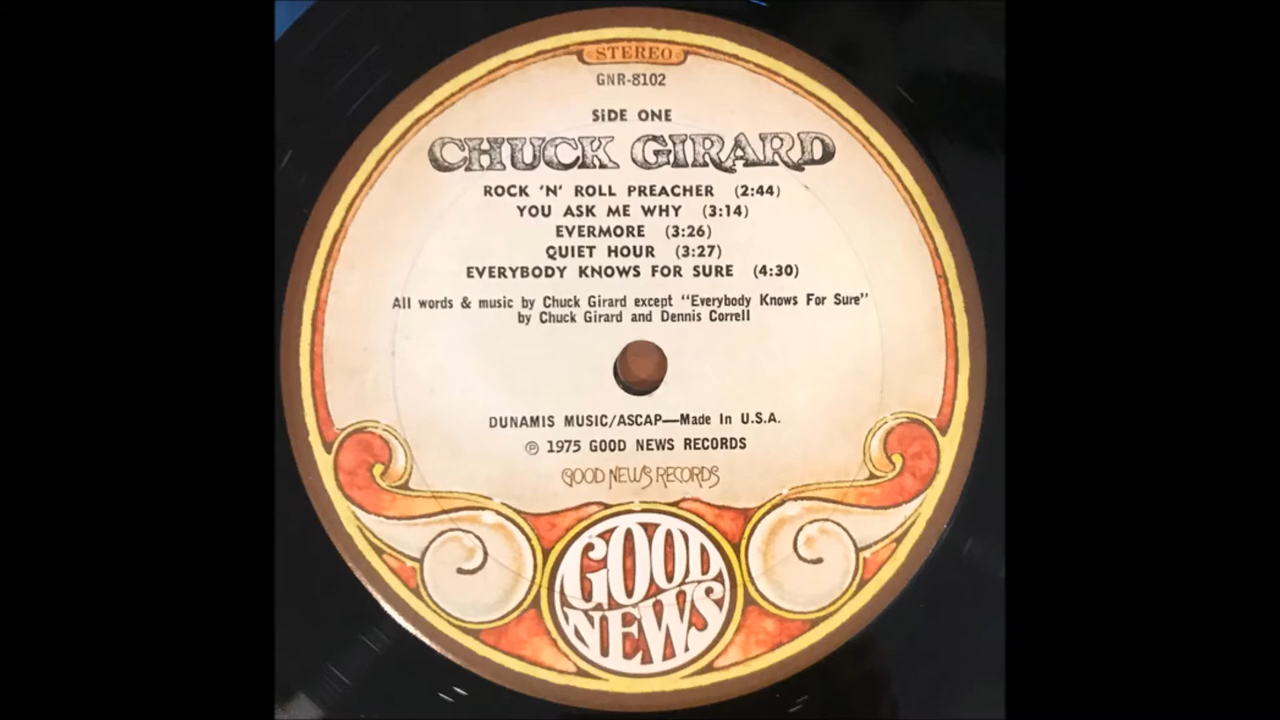 STEREO
GNR-8102
SiDE ONE
CHUCK GIRARD
ROCK 'N' ROLL PREACHER (2:44)
YOU ASK ME WHY (3:14)
EVERMORE (3:26)
QUIET HOUR (3:27)
EVERYBODY KNOWS FOR SURE (4:30)
All words & music by Chuck Girard except "Everybody Knows For Sure"
by Chuck Girard and Dennis Correll
DUNAMIS MUSIC/ASCAP—Made In U.S.A.
℗ 1975 GOOD NEWS RECORDS
GOOD NEWS RECORDS
GOOD
NEWS